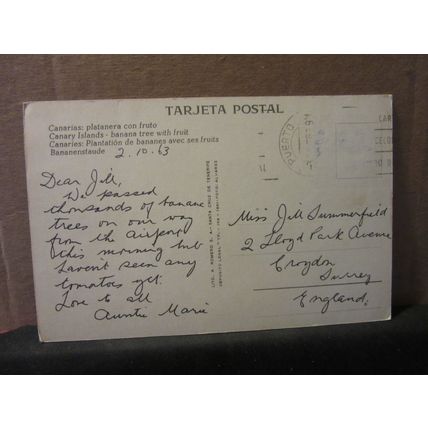 TARJETA POSTAL
Canarias: platanera con fruto
Canary Islands - banana tree with fruit
Canaries: Plantation de bananes avec ses fruits
Bananenstaude
2.10.63
Dear Jill,
We passed
thousands of banana
trees on our way
from the airport
this morning but
haven't seen any
tomatoes yet.
Love to all
Auntie Marie
Miss Jill Summerfield
2 Lloyd Park Avenue
Croydon
Surrey
England.
PUERTO